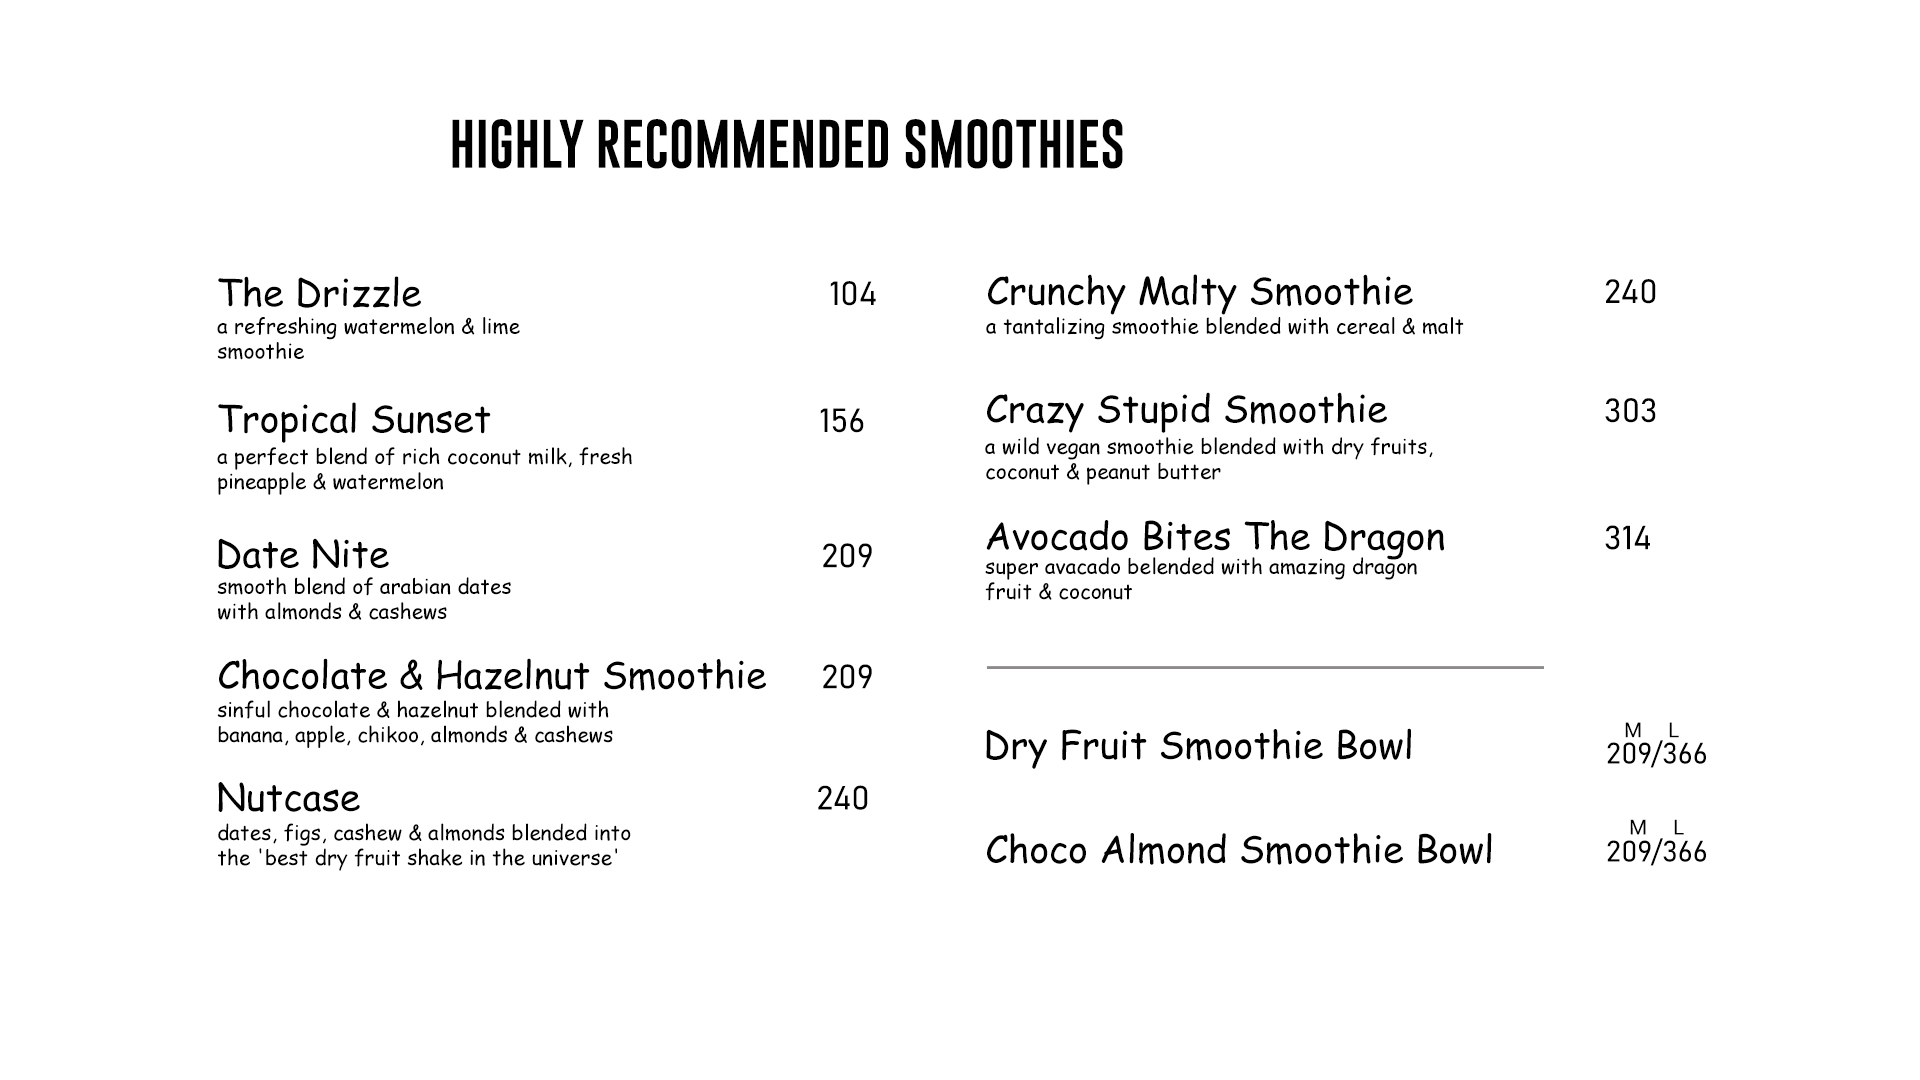 HIGHLY RECOMMENDED SMOOTHIES
The Drizzle 104
a refreshing watermelon & lime
smoothie
Tropical Sunset 156
a perfect blend of rich coconut milk, fresh
pineapple & watermelon
Date Nite 209
smooth blend of arabian dates
with almonds & cashews
Chocolate & Hazelnut Smoothie 209
sinful chocolate & hazelnut blended with
banana, apple, chikoo, almonds & cashews
Nutcase 240
dates, figs, cashew & almonds blended into
the 'best dry fruit shake in the universe'
Crunchy Malty Smoothie 240
a tantalizing smoothie blended with cereal & malt
Crazy Stupid Smoothie 303
a wild vegan smoothie blended with dry fruits,
coconut & peanut butter
Avocado Bites The Dragon 314
super avacado belended with amazing dragon
fruit & coconut
M L
Dry Fruit Smoothie Bowl 209/366
M L
Choco Almond Smoothie Bowl 209/366